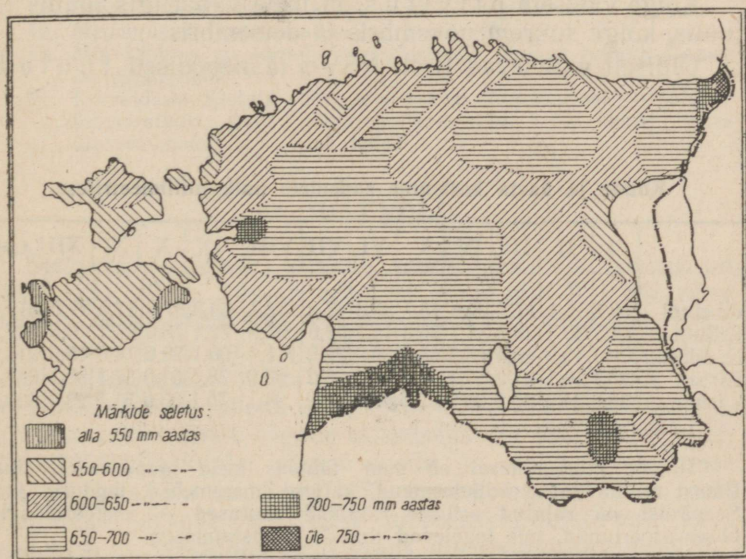 Märkide seletus:
alla 550 mm aastas
550-600 -"- -"-
600-650 -"- -"-
650-700 -"- -"-
700-750 mm aastas
üle 750 -"- -"-